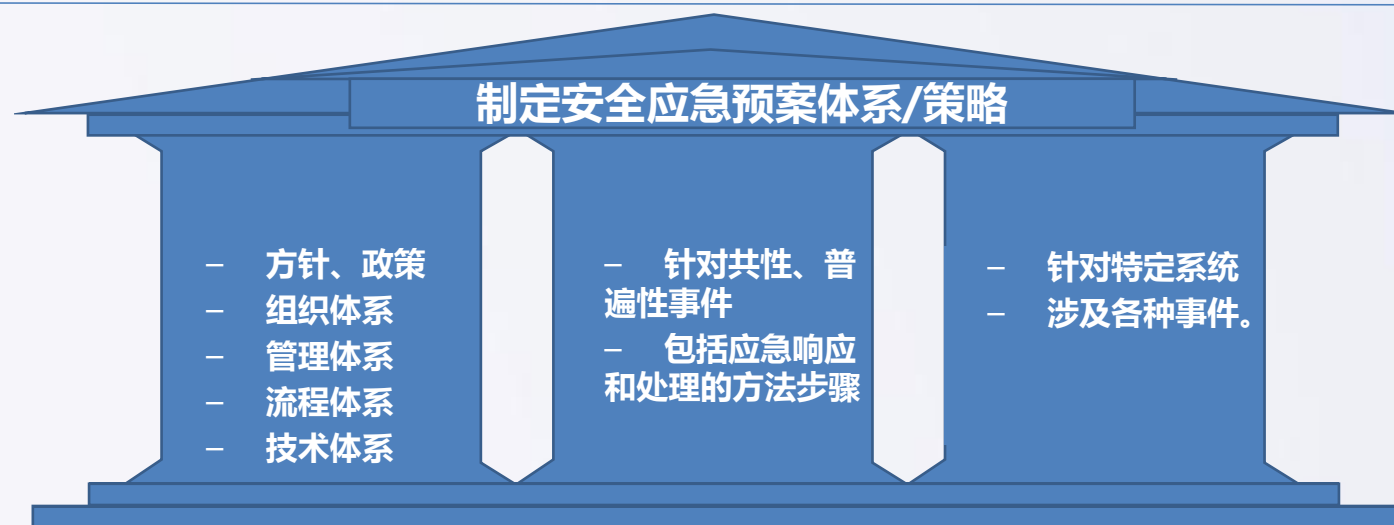 制定安全应急预案体系/策略
– 方针、政策
– 组织体系
– 管理体系
– 流程体系
– 技术体系
– 针对共性、普
遍性事件
– 包括应急响应
和处理的方法步骤
– 针对特定系统
– 涉及各种事件。